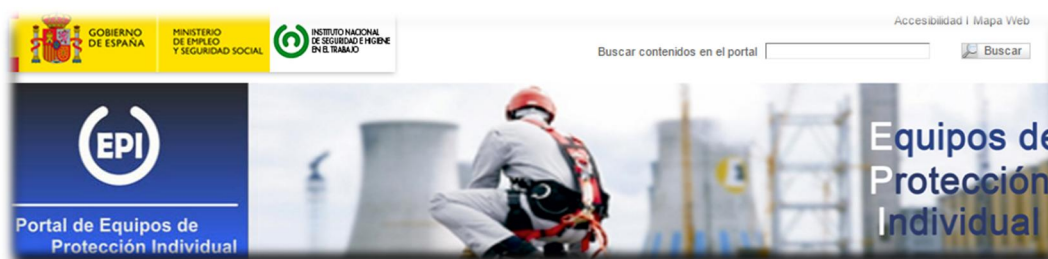 Accesibilidad | Mapa Web
GOBIERNO
DE ESPAÑA
MINISTERIO
DE EMPLEO
Y SEGURIDAD SOCIAL
INSTITUTO NACIONAL
DE SEGURIDAD E HIGIENE
EN EL TRABAJO
Buscar contenidos en el portal
Buscar
EPI
Portal de Equipos de
Protección Individual
Equipos de
Protección
Individual